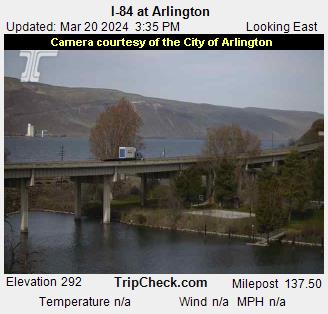 I-84 at Arlington
Updated: Mar 20 2024 3:35 PM Looking East
Camera courtesy of the City of Arlington
Elevation 292 TripCheck.com Milepost 137.50
Temperature n/a Wind n/a MPH n/a